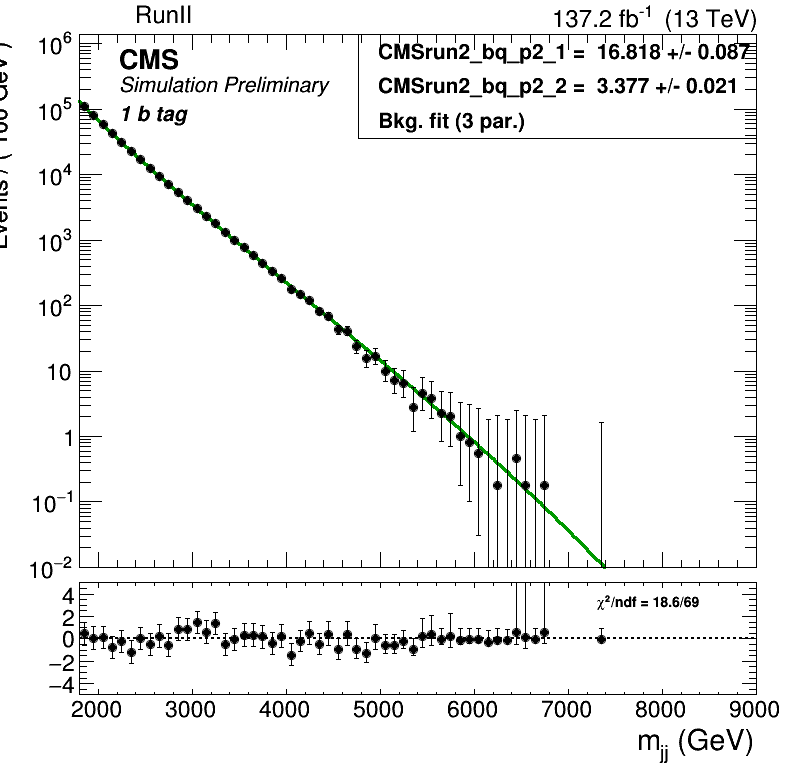 RunII
137.2 fb⁻¹ (13 TeV)
CMS
Simulation Preliminary
1 b tag
CMSrun2_bq_p2_1 = 16.818 +/- 0.087
CMSrun2_bq_p2_2 = 3.377 +/- 0.021
Bkg. fit (3 par.)
Events / ( 100 GeV )
10⁶
10⁵
10⁴
10³
10²
10
1
10⁻¹
10⁻²
χ²/ndf = 18.6/69
4
2
0
−2
−4
2000 3000 4000 5000 6000 7000 8000 9000
m_jj (GeV)